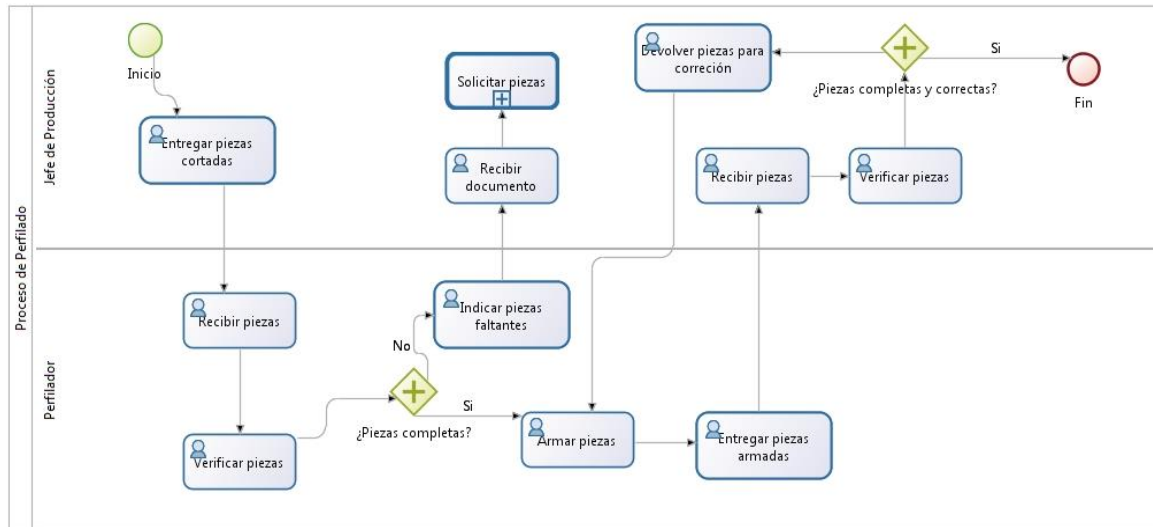 Proceso de Perfilado
Jefe de Producción
Inicio
Entregar piezas
cortadas
Solicitar piezas
Recibir
documento
Devolver piezas para
correción
¿Piezas completas y correctas?
Si
Fin
Recibir piezas
Verificar piezas
Perfilador
Recibir piezas
Verificar piezas
¿Piezas completas?
No
Si
Indicar piezas
faltantes
Armar piezas
Entregar piezas
armadas